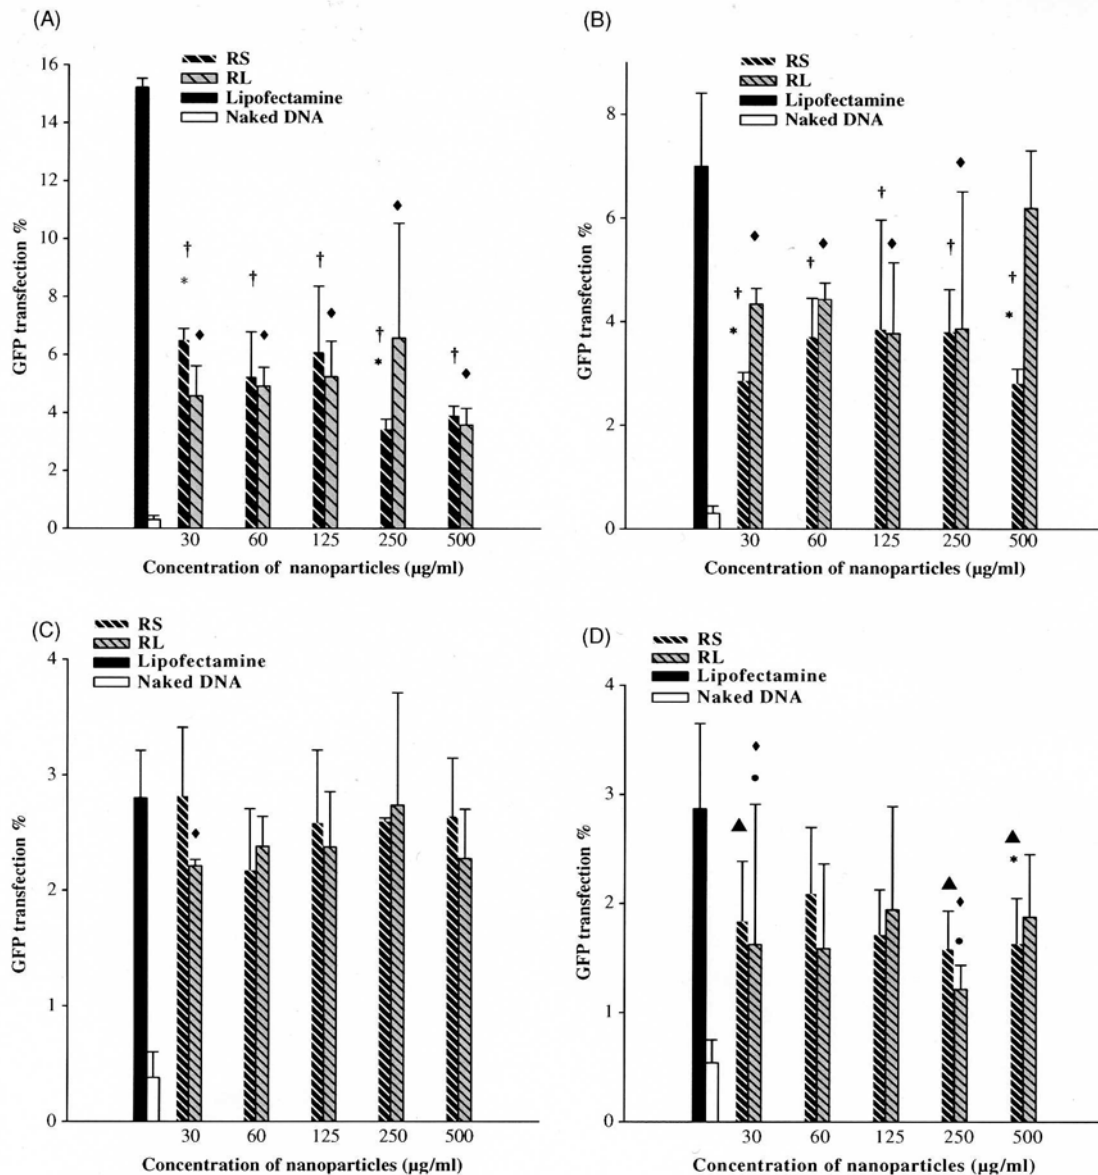 (A)
RS
RL
Lipofectamine
Naked DNA
GFP transfection %
16
14
12
10
8
6
4
2
0
† * ♦ † ♦ † ♦ † * ♦ † ♦
30 60 125 250 500
Concentration of nanoparticles (µg/ml)
(B)
RS
RL
Lipofectamine
Naked DNA
GFP transfection %
8
6
4
2
0
† * ♦ † ♦ † ♦ † ♦ † *
30 60 125 250 500
Concentration of nanoparticles (µg/ml)
(C)
RS
RL
Lipofectamine
Naked DNA
GFP transfection %
4
3
2
1
0
♦
30 60 125 250 500
Concentration of nanoparticles (µg/ml)
(D)
RS
RL
Lipofectamine
Naked DNA
GFP transfection %
4
3
2
1
0
▲ ♦ ● ▲ ♦ ● ▲ *
30 60 125 250 500
Concentration of nanoparticles (µg/ml)